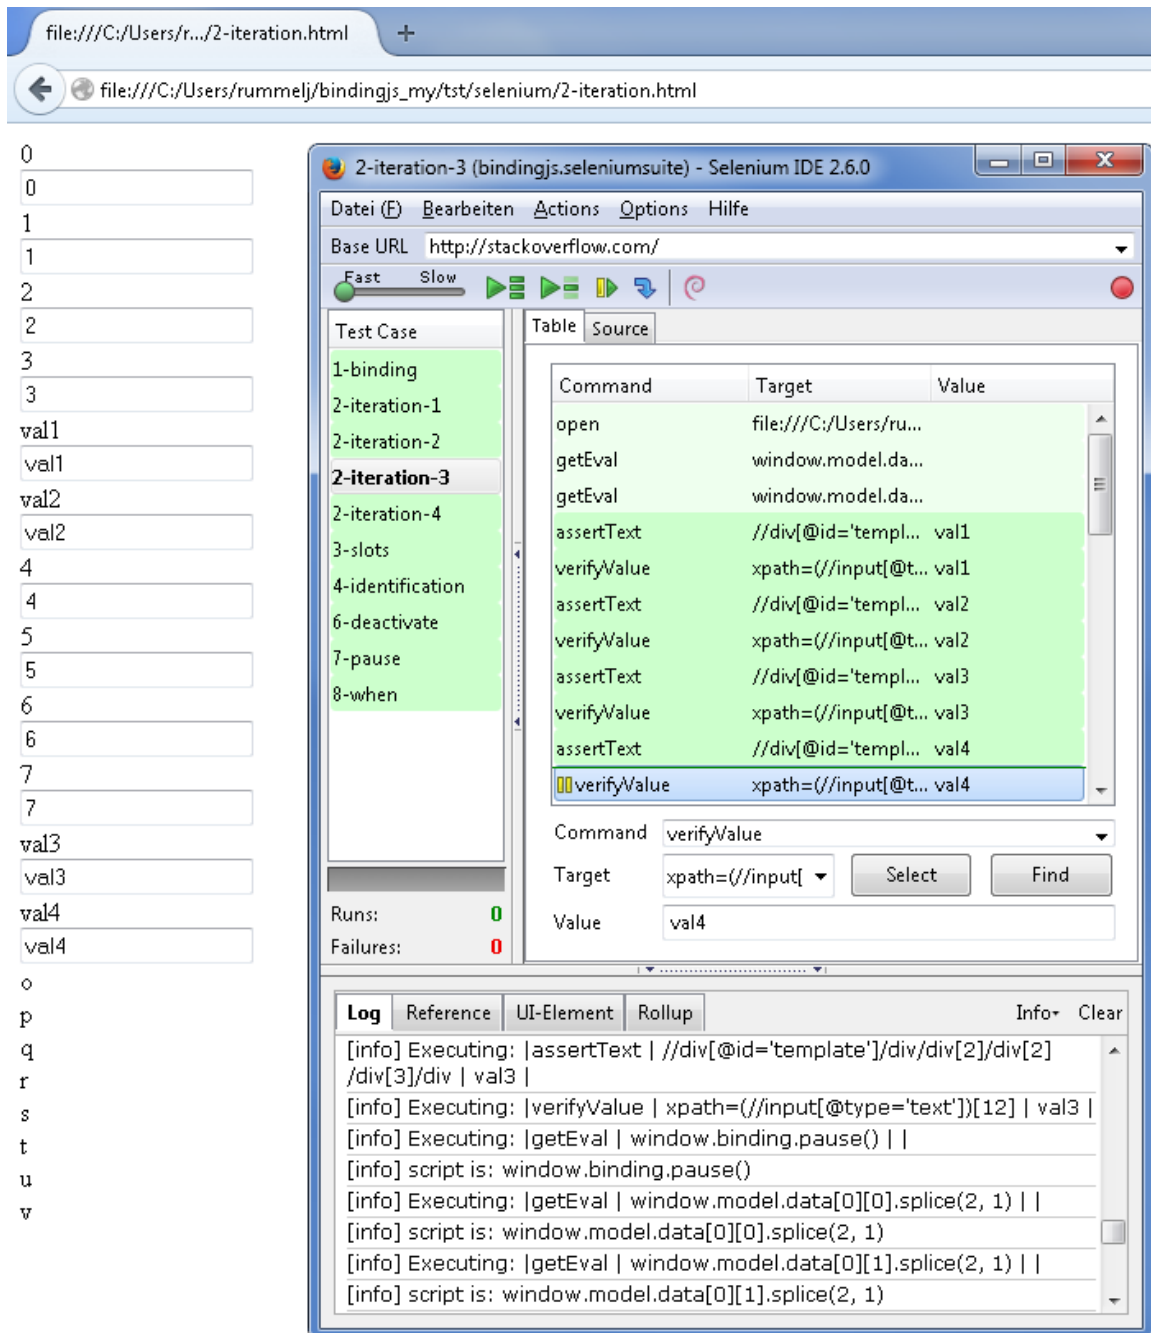 file:///C:/Users/r.../2-iteration.html +
file:///C:/Users/rummelj/bindingjs_my/tst/selenium/2-iteration.html
0
0
1
1
2
2
3
3
val1
val1
val2
val2
4
4
5
5
6
6
7
7
val3
val3
val4
val4
o
p
q
r
s
t
u
v
2-iteration-3 (bindingjs.seleniumsuite) - Selenium IDE 2.6.0
Datei (F) Bearbeiten Actions Options Hilfe
Base URL http://stackoverflow.com/
Fast Slow
Test Case
1-binding
2-iteration-1
2-iteration-2
2-iteration-3
2-iteration-4
3-slots
4-identification
6-deactivate
7-pause
8-when
Runs: 0
Failures: 0
Table Source
Command Target Value
open file:///C:/Users/ru...
getEval window.model.da...
getEval window.model.da...
assertText //div[@id='templ... val1
verifyValue xpath=(//input[@t... val1
assertText //div[@id='templ... val2
verifyValue xpath=(//input[@t... val2
assertText //div[@id='templ... val3
verifyValue xpath=(//input[@t... val3
assertText //div[@id='templ... val4
verifyValue xpath=(//input[@t... val4
Command verifyValue
Target xpath=(//input[ Select Find
Value val4
Log Reference UI-Element Rollup Info Clear
[info] Executing: |assertText | //div[@id='template']/div/div[2]/div[2]
/div[3]/div | val3 |
[info] Executing: |verifyValue | xpath=(//input[@type='text'])[12] | val3 |
[info] Executing: |getEval | window.binding.pause() | |
[info] script is: window.binding.pause()
[info] Executing: |getEval | window.model.data[0][0].splice(2, 1) | |
[info] script is: window.model.data[0][0].splice(2, 1)
[info] Executing: |getEval | window.model.data[0][1].splice(2, 1) | |
[info] script is: window.model.data[0][1].splice(2, 1)